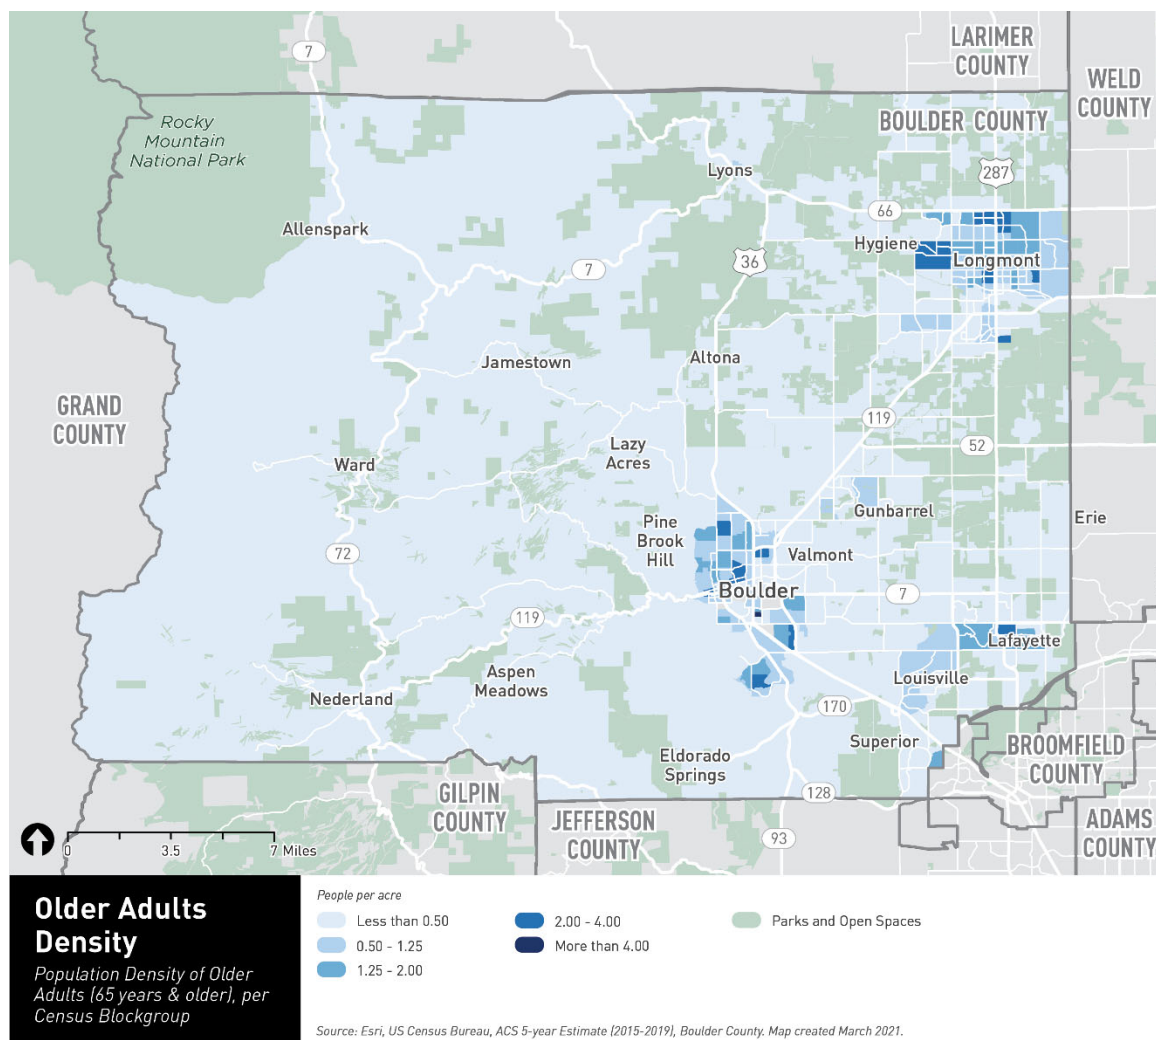 LARIMER
COUNTY
WELD
COUNTY
BOULDER COUNTY
7
Rocky
Mountain
National Park
Lyons
287
Allenspark
66
Hygiene
Longmont
36
7
Jamestown
Altona
GRAND
COUNTY
119
52
Lazy
Acres
Ward
Gunbarrel
Erie
Pine
Brook
Hill
Valmont
72
Boulder
7
119
Lafayette
Aspen
Meadows
Louisville
Nederland
170
Superior
Eldorado
Springs
BROOMFIELD
COUNTY
128
GILPIN
COUNTY
JEFFERSON
COUNTY
93
ADAMS
COUNTY
0 3.5 7 Miles
Older Adults
Density
Population Density of Older
Adults (65 years & older), per
Census Blockgroup
People per acre
Less than 0.50
0.50 - 1.25
1.25 - 2.00
2.00 - 4.00
More than 4.00
Parks and Open Spaces
Source: Esri, US Census Bureau, ACS 5-year Estimate (2015-2019), Boulder County. Map created March 2021.